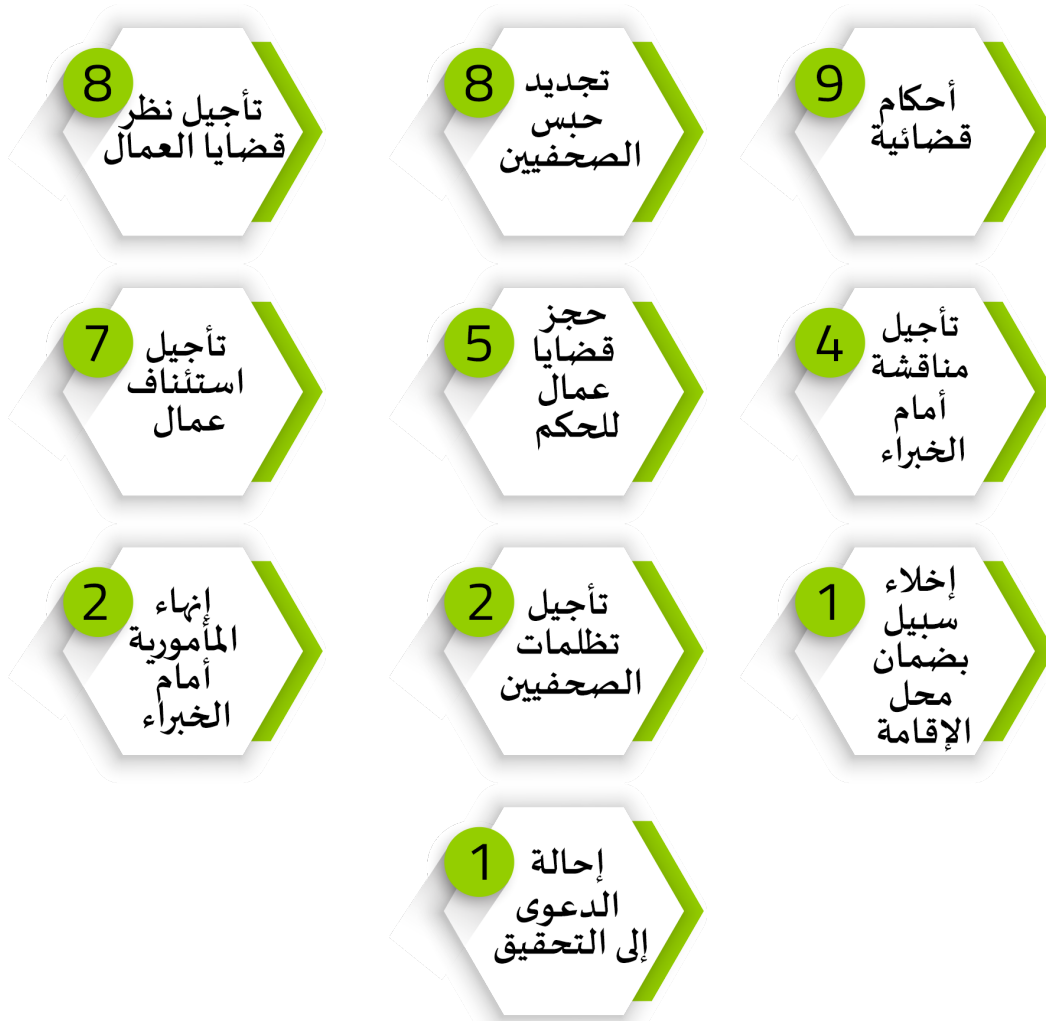 9
أحكام
قضائية
8
تجديد
حبس
الصحفيين
8
تأجيل نظر
قضايا العمال
4
تأجيل
مناقشة
أمام
الخبراء
5
حجز
قضايا
عمال
للحكم
7
تأجيل
استئناف
عمال
1
إخلاء
سبيل
بضمان
محل
الإقامة
2
تأجيل
تظلمات
الصحفيين
2
إنهاء
المأمورية
أمام
الخبراء
1
إحالة
الدعوى
إلى التحقيق